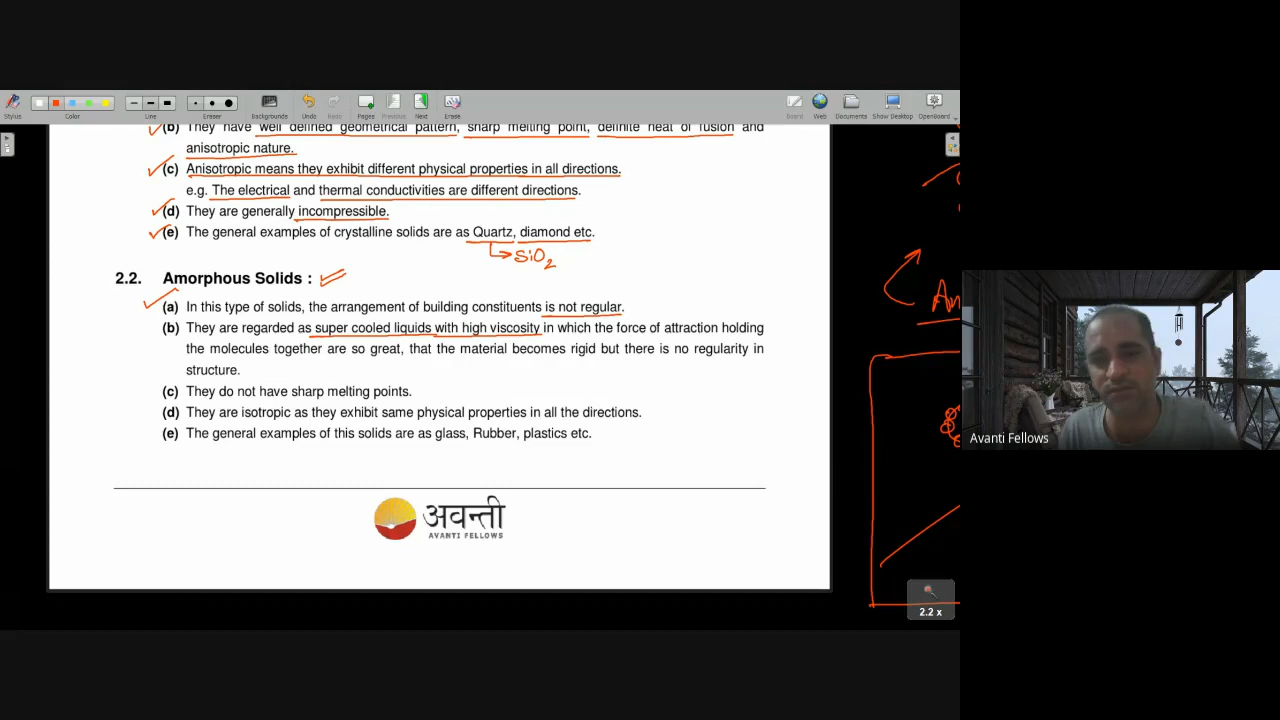 Stylus
Color
Line
Eraser
Backgrounds
Undo
Redo
Pages
Previous
Next
Erase
Board
Web
Documents
Show Desktop
OpenBoard
(b) They have well defined geometrical pattern, sharp melting point, definite heat of fusion and
anisotropic nature.
(c) Anisotropic means they exhibit different physical properties in all directions.
e.g. The electrical and thermal conductivities are different directions.
(d) They are generally incompressible.
(e) The general examples of crystalline solids are as Quartz, diamond etc.
SiO2
2.2. Amorphous Solids :
(a) In this type of solids, the arrangement of building constituents is not regular.
(b) They are regarded as super cooled liquids with high viscosity in which the force of attraction holding
the molecules together are so great, that the material becomes rigid but there is no regularity in
structure.
(c) They do not have sharp melting points.
(d) They are isotropic as they exhibit same physical properties in all the directions.
(e) The general examples of this solids are as glass, Rubber, plastics etc.
अवन्ती
AVANTI FELLOWS
2.2 x
Avanti Fellows